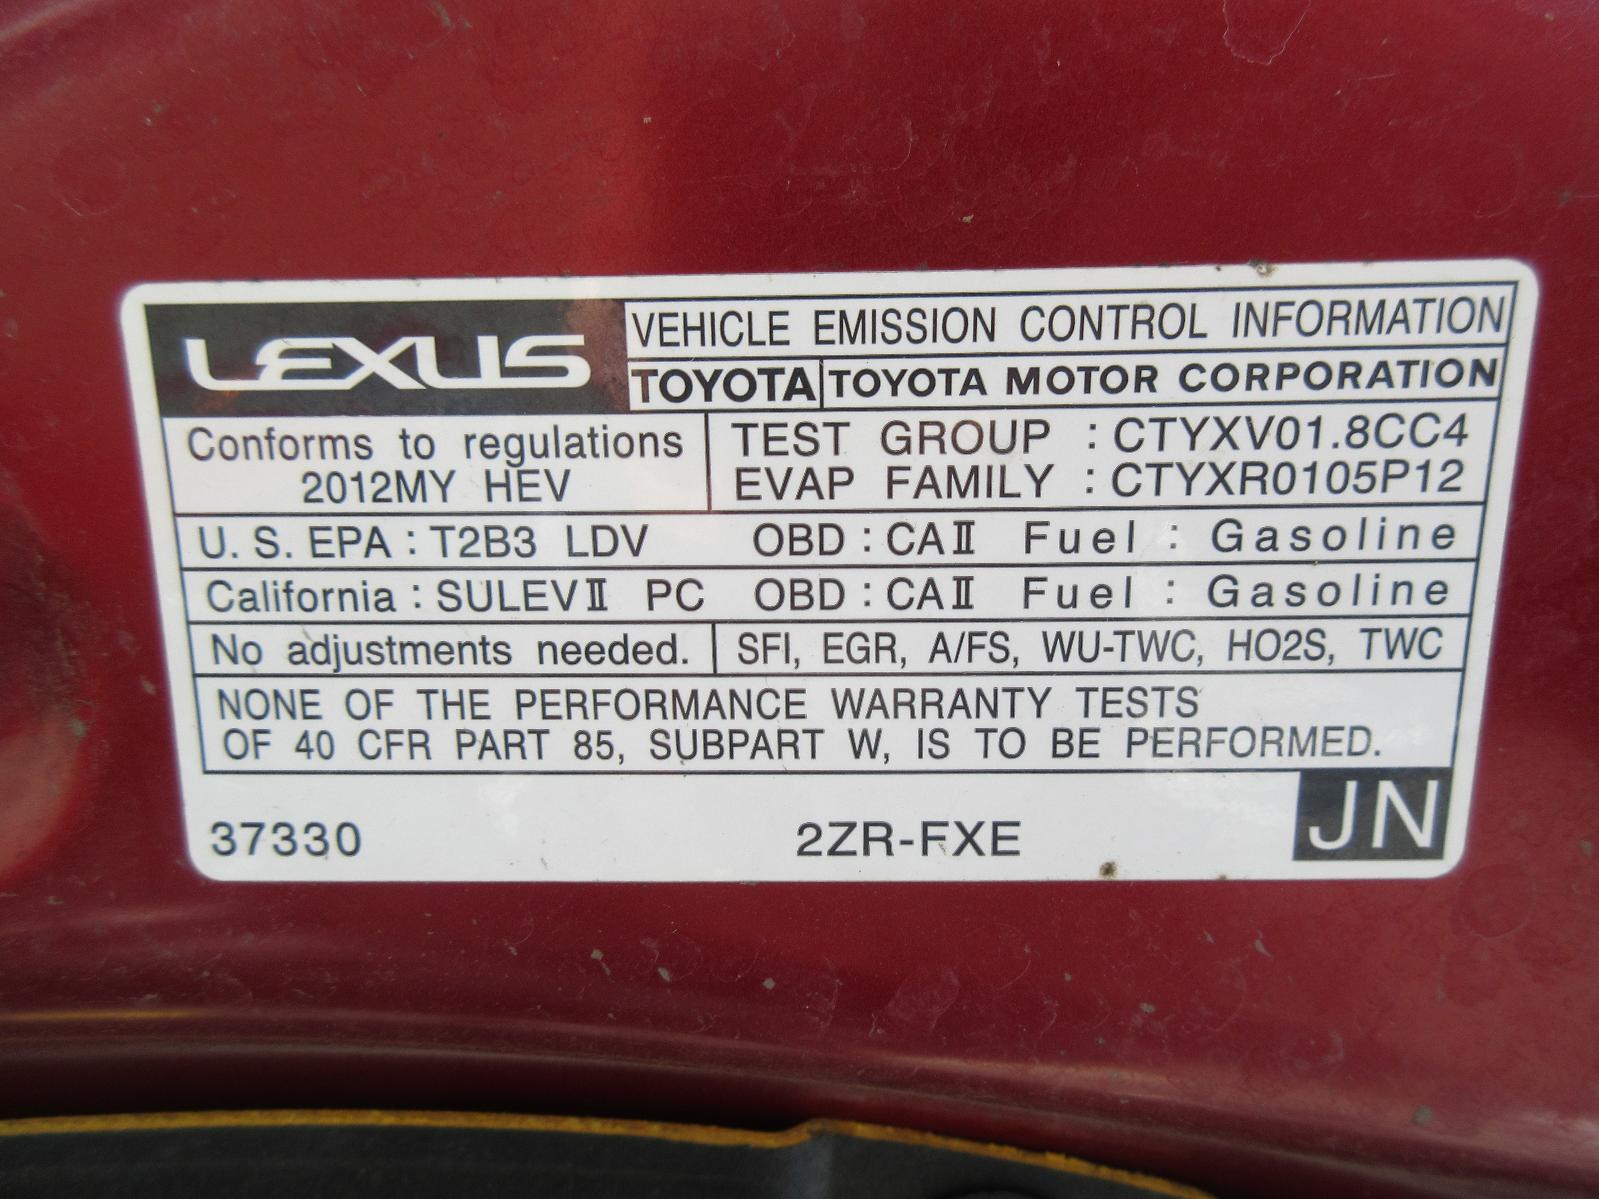 LEXUS
VEHICLE EMISSION CONTROL INFORMATION
TOYOTA TOYOTA MOTOR CORPORATION
Conforms to regulations
2012MY HEV
TEST GROUP : CTYXV01.8CC4
EVAP FAMILY : CTYXR0105P12
U.S. EPA : T2B3 LDV OBD : CAⅡ Fuel : Gasoline
California : SULEVⅡ PC OBD : CAⅡ Fuel : Gasoline
No adjustments needed. SFI, EGR, A/FS, WU-TWC, HO2S, TWC
NONE OF THE PERFORMANCE WARRANTY TESTS
OF 40 CFR PART 85, SUBPART W, IS TO BE PERFORMED.
37330 2ZR-FXE JN